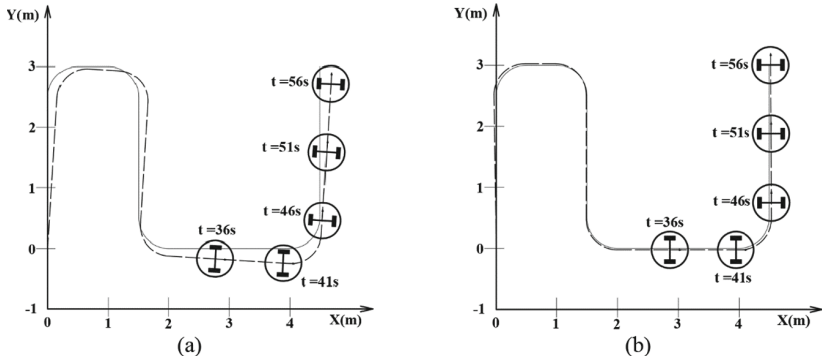 Y(m)
3
2
1
0
-1
0
1
2
3
4
X(m)
t =56s
t =51s
t =46s
t =36s
t =41s
(a)
Y(m)
3
2
1
0
-1
0
1
2
3
4
X(m)
t =56s
t =51s
t =46s
t =36s
t =41s
(b)